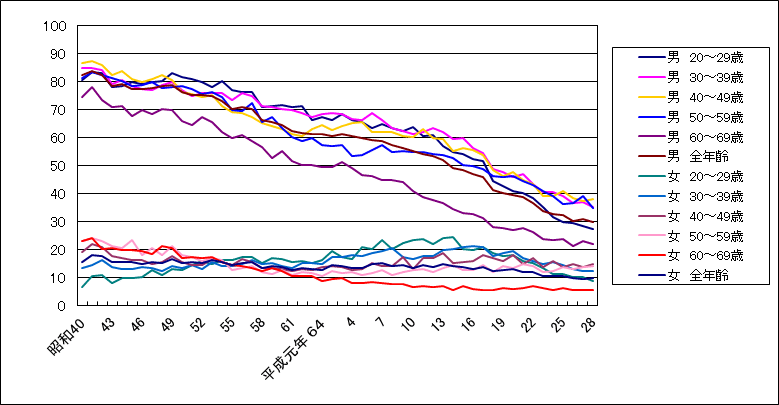 100
90
80
70
60
50
40
30
20
10
0
昭和40
43
46
49
52
55
58
61
平成元年 64
4
7
10
13
16
19
22
25
28
男 20～29歳
男 30～39歳
男 40～49歳
男 50～59歳
男 60～69歳
男 全年齢
女 20～29歳
女 30～39歳
女 40～49歳
女 50～59歳
女 60～69歳
女 全年齢